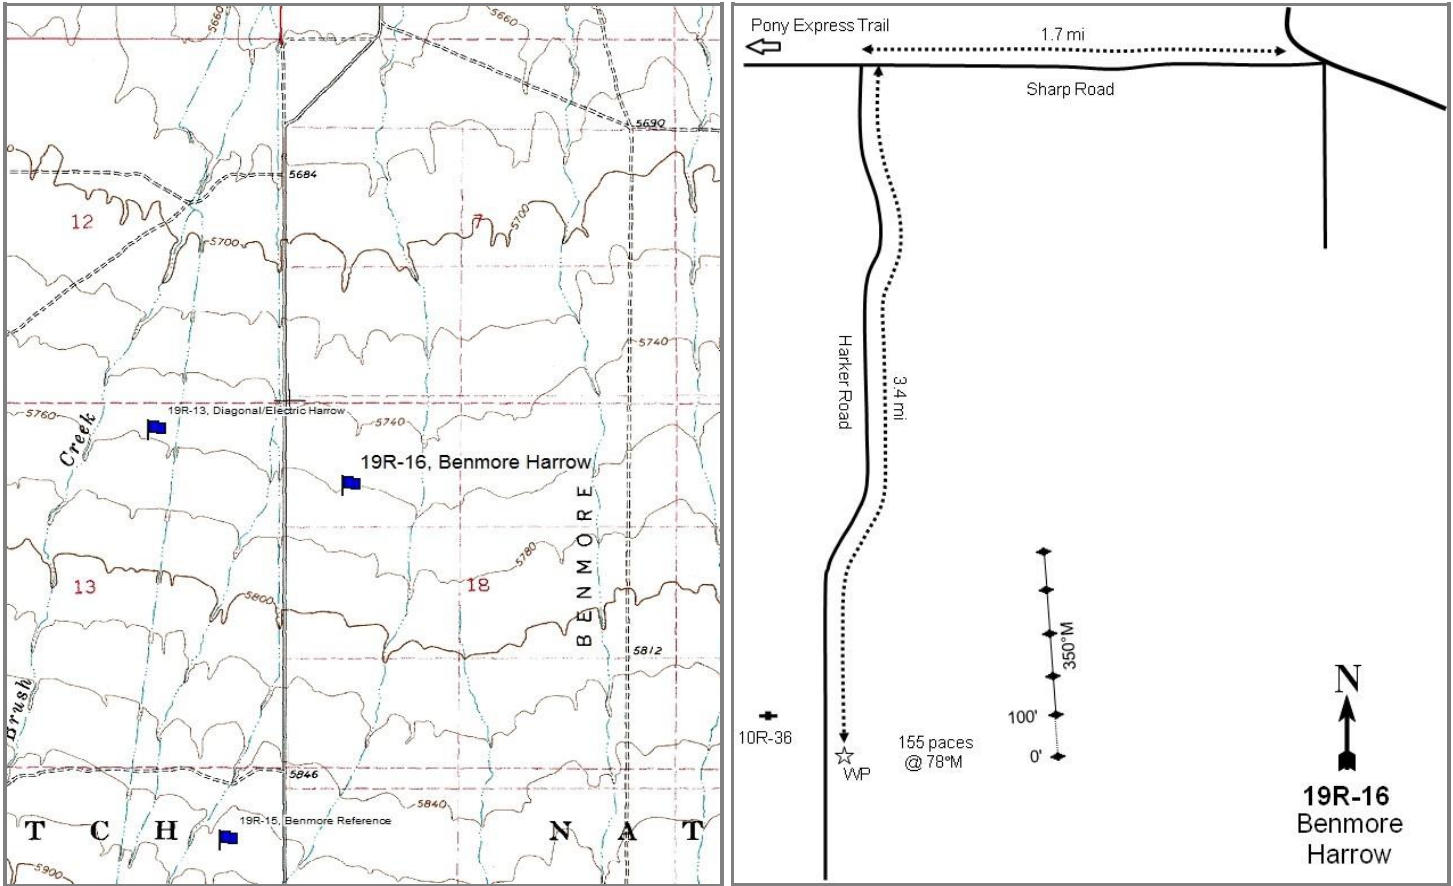 5660
5660
5690
5684
12
7
5700
5700
5740
19R-13, Diagonal/Electric Harrow
5760
5740
Creek
19R-16, Benmore Harrow
BENMORE
5780
13
18
5800
5812
Brush
5846
5840
19R-15, Benmore Reference
T C H N A T
5900
Pony Express Trail
1.7 mi
Sharp Road
Harker Road
3.4 mi
350°M
100'
0'
10R-36
155 paces
@ 78°M
WP
N
19R-16
Benmore
Harrow